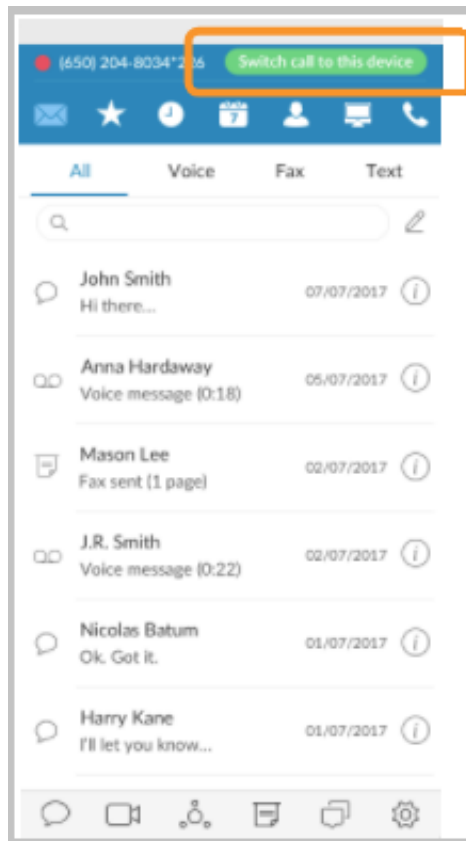 (650) 204-8034*226 Switch call to this device
7
All Voice Fax Text
John Smith 07/07/2017
Hi there...
Anna Hardaway 05/07/2017
Voice message (0:18)
Mason Lee 02/07/2017
Fax sent (1 page)
J.R. Smith 02/07/2017
Voice message (0:22)
Nicolas Batum 01/07/2017
Ok. Got it.
Harry Kane 01/07/2017
I'll let you know...